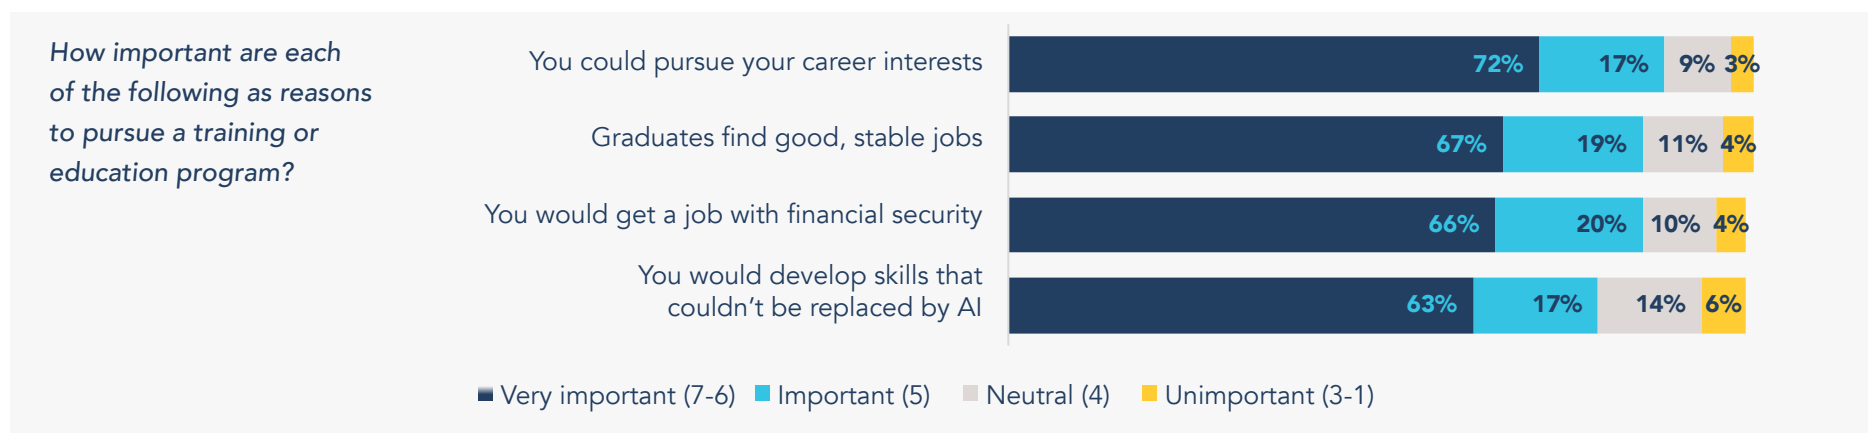 How important are each
of the following as reasons
to pursue a training or
education program?
You could pursue your career interests
72% 17% 9% 3%
Graduates find good, stable jobs
67% 19% 11% 4%
You would get a job with financial security
66% 20% 10% 4%
You would develop skills that
couldn’t be replaced by AI
63% 17% 14% 6%
Very important (7-6) Important (5) Neutral (4) Unimportant (3-1)